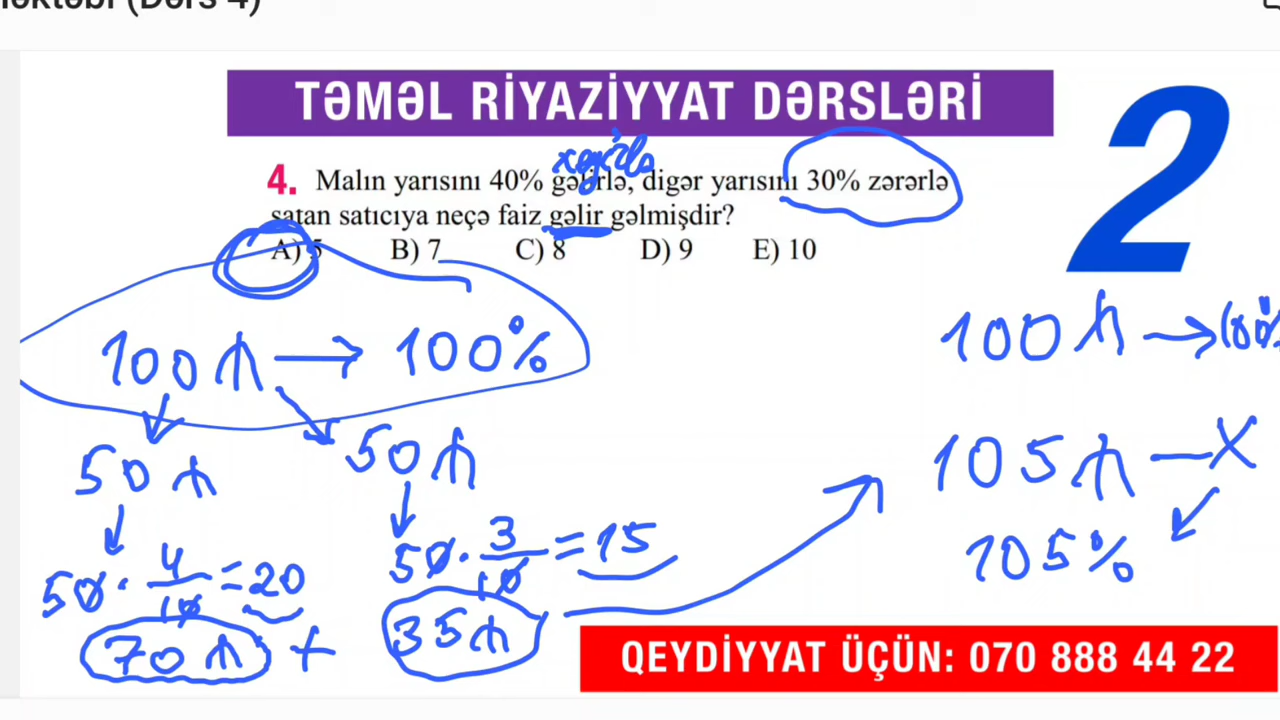 (Dərs 4)
TƏMƏL RİYAZİYYAT DƏRSLƏRİ
2
4. Malın yarısını 40% gəlirlə, digər yarısını 30% zərərlə
satan satıcıya neçə faiz gəlir gəlmişdir?
A) 5 B) 7 C) 8 D) 9 E) 10
100 ₼ → 100%
100 ₼ → 100%
50 ₼ 50 ₼
105 ₼ — X
50 · 4/10 = 20
50 · 3/10 = 15
105%
70 ₼ + 35 ₼
QEYDİYYAT ÜÇÜN: 070 888 44 22